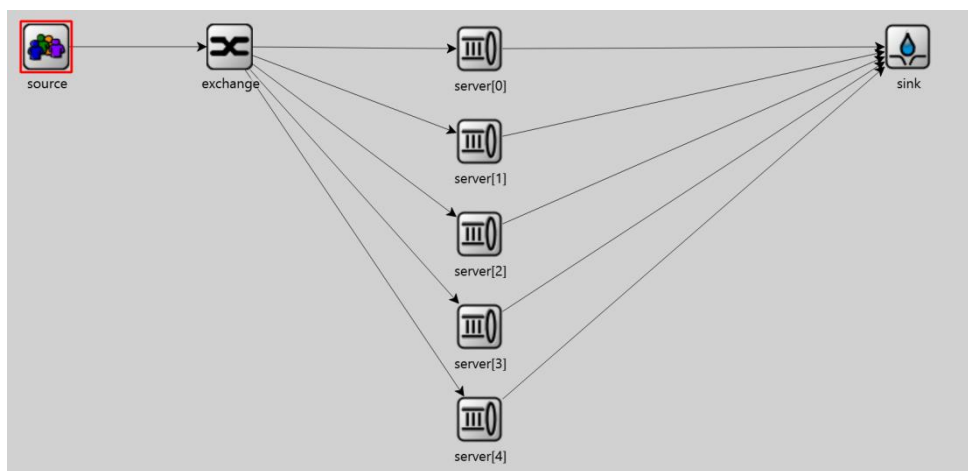 source
exchange
server[0]
sink
server[1]
server[2]
server[3]
server[4]